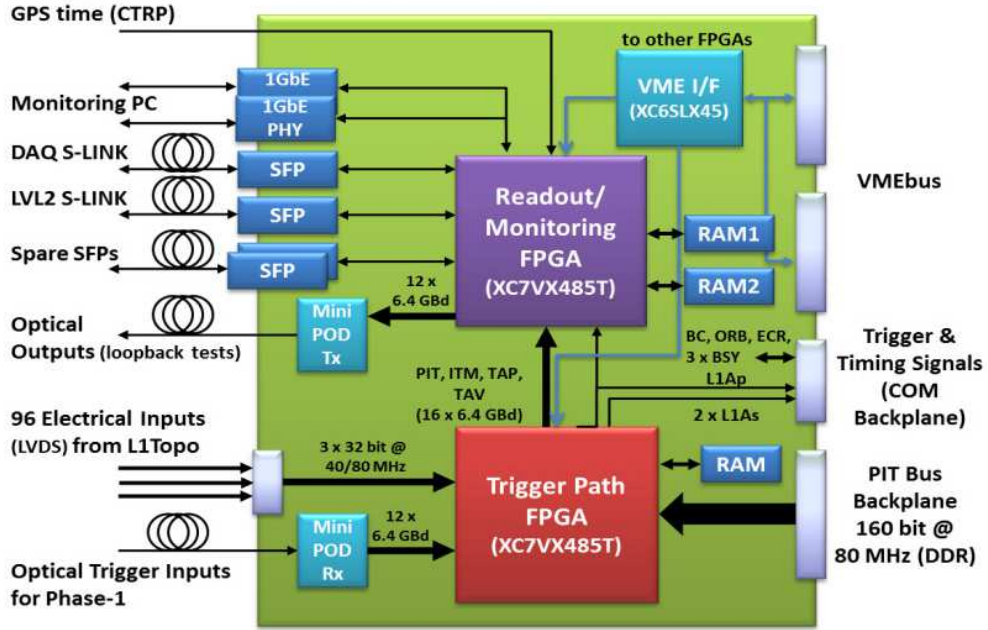 GPS time (CTRP)
Monitoring PC
DAQ S-LINK
LVL2 S-LINK
Spare SFPs
Optical
Outputs (loopback tests)
96 Electrical Inputs
(LVDS) from L1Topo
Optical Trigger Inputs
for Phase-1
1GbE
1GbE
PHY
SFP
SFP
SFP
Mini
POD
Tx
12 x
6.4 GBd
to other FPGAs
VME I/F
(XC6SLX45)
Readout/
Monitoring
FPGA
(XC7VX485T)
RAM1
RAM2
PIT, ITM, TAP,
TAV
(16 x 6.4 GBd)
BC, ORB, ECR,
3 x BSY
L1Ap
2 x L1As
3 x 32 bit @
40/80 MHz
Mini
POD
Rx
12 x
6.4 GBd
Trigger Path
FPGA
(XC7VX485T)
RAM
VMEbus
Trigger &
Timing Signals
(COM
Backplane)
PIT Bus
Backplane
160 bit @
80 MHz (DDR)